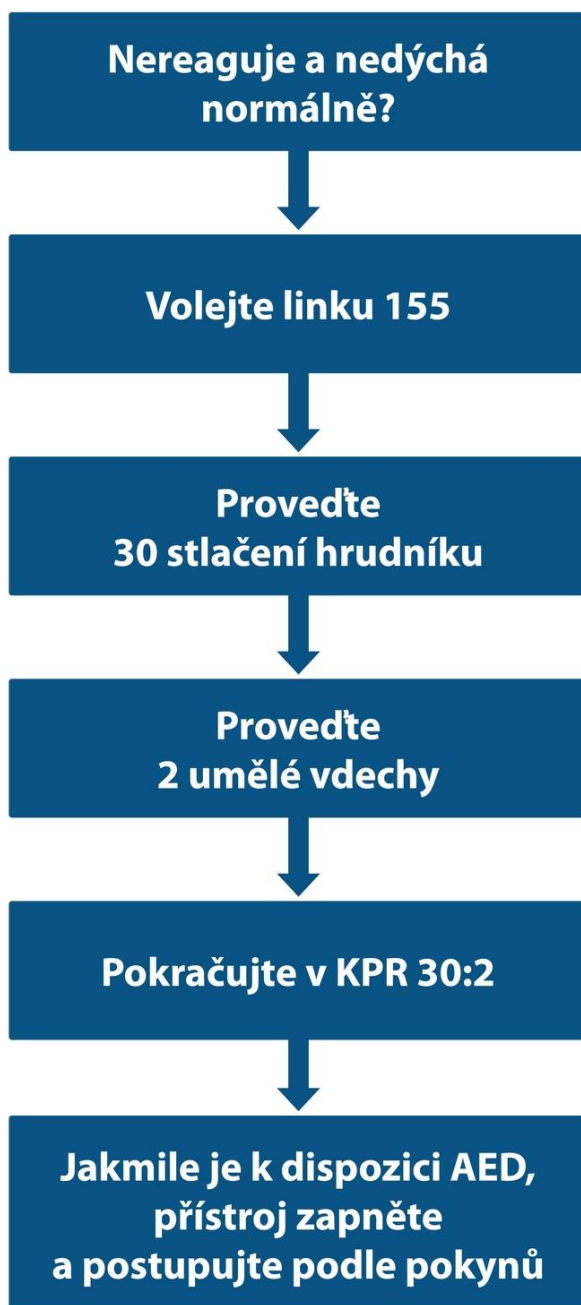 Nereaguje a nedýchá
normálně?
Volejte linku 155
Proveďte
30 stlačení hrudníku
Proveďte
2 umělé vdechy
Pokračujte v KPR 30:2
Jakmile je k dispozici AED,
přístroj zapněte
a postupujte podle pokynů